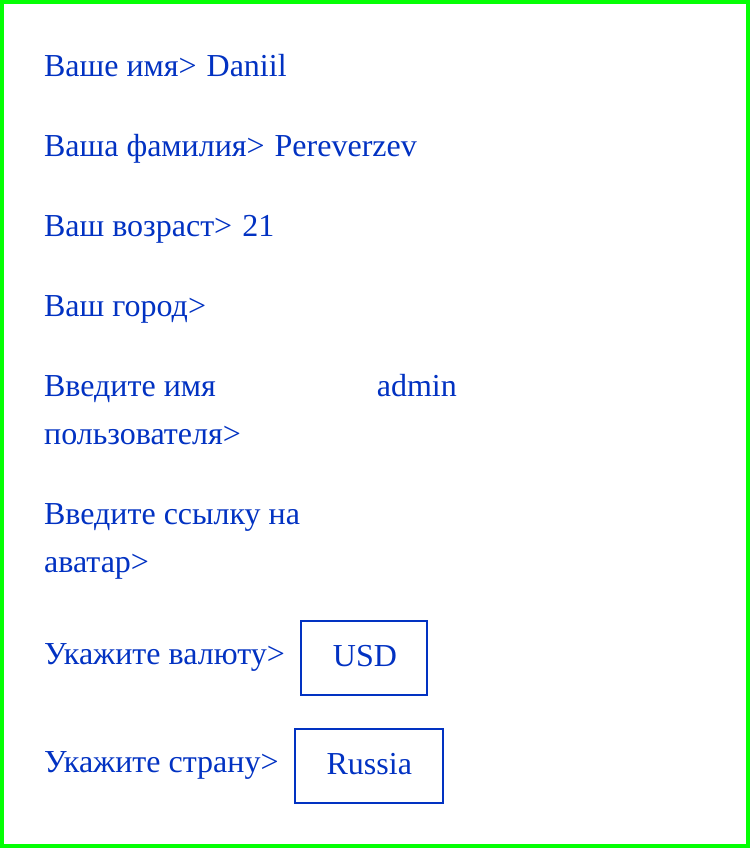 Ваше имя> Daniil
Ваша фамилия> Pereverzev
Ваш возраст> 21
Ваш город>
Введите имя admin
пользователя>
Введите ссылку на
аватар>
Укажите валюту> USD
Укажите страну> Russia